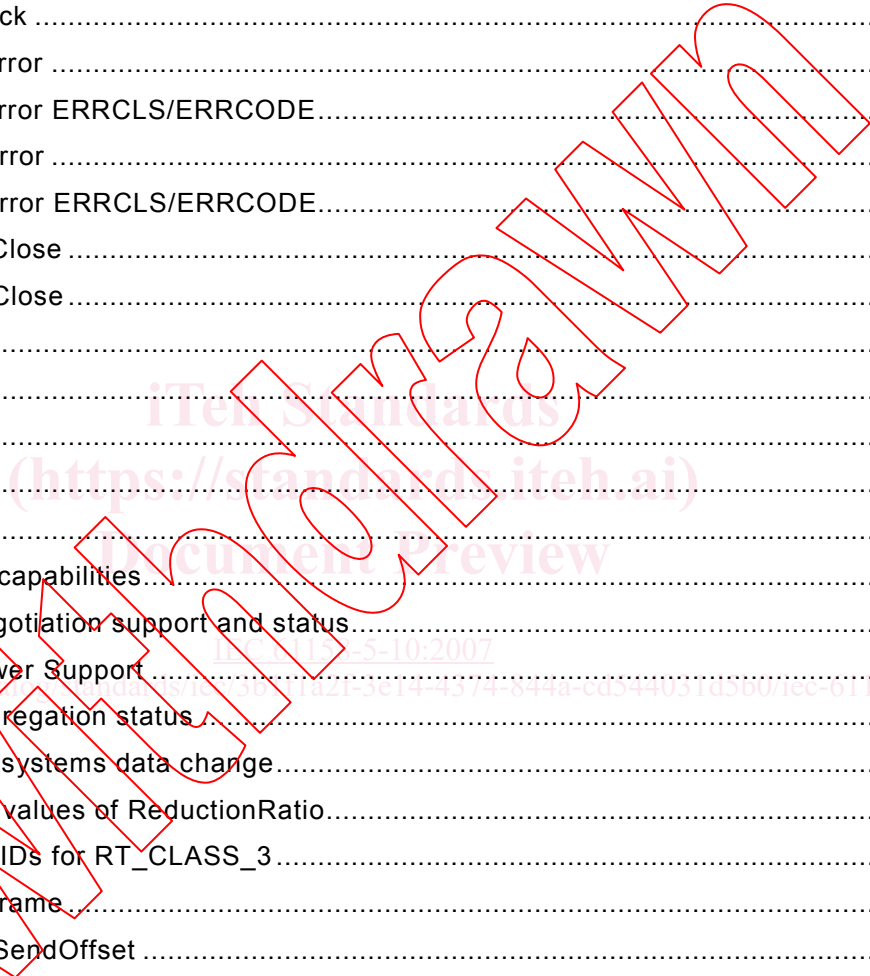 ck ........................................
rror ........................................
rror ERRCLS/ERRCODE........................................
rror ........................................
rror ERRCLS/ERRCODE........................................
Close ........................................
Close ........................................
........................................
iTeh Standards
........................................
........................................
(https://standards.iteh.ai)
........................................
........................................
Document Preview
capabilities........................................
gotiation support and status........................................
IEC 61158-5-10:2007
wer Support ........................................
regation status........................................
systems data change........................................
values of ReductionRatio........................................
IDs for RT_CLASS_3 ........................................
rame ........................................
SendOffset ........................................
Withdrawn